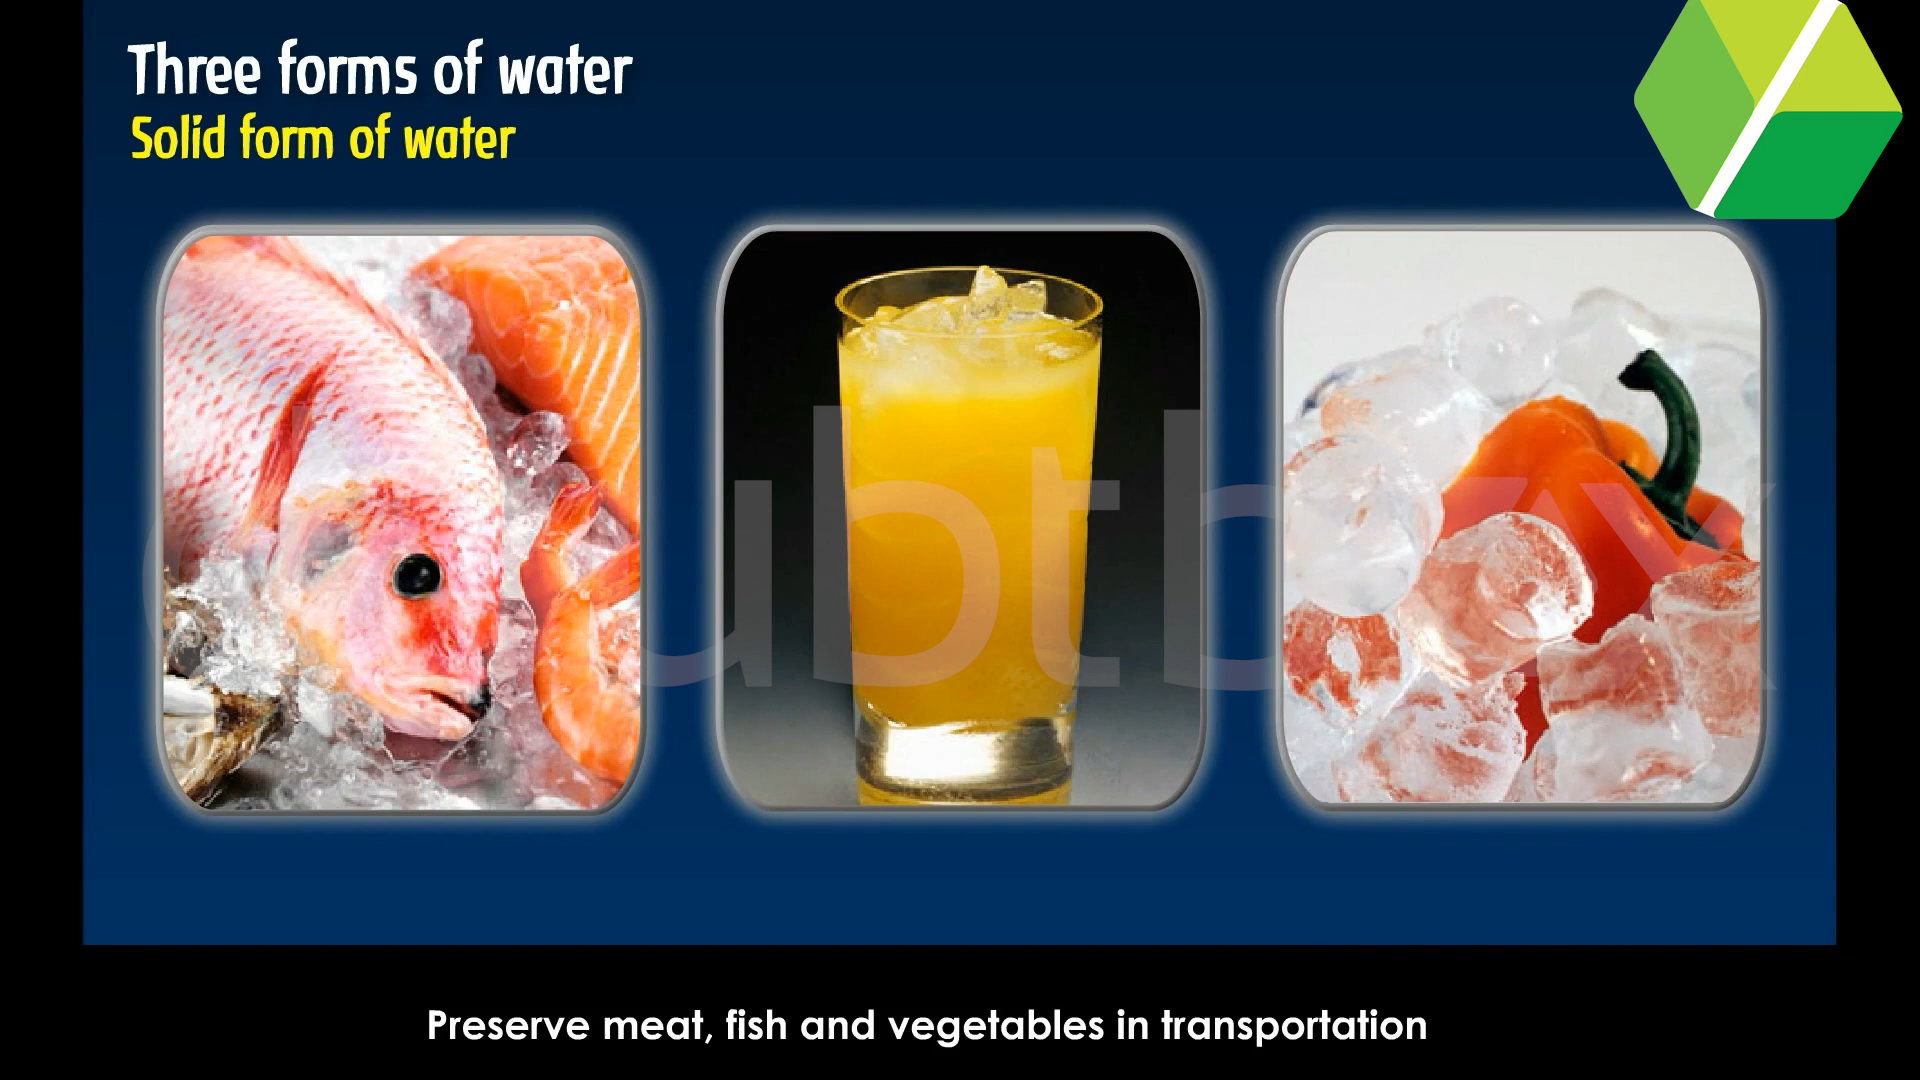 Three forms of water
Solid form of water
Preserve meat, fish and vegetables in transportation